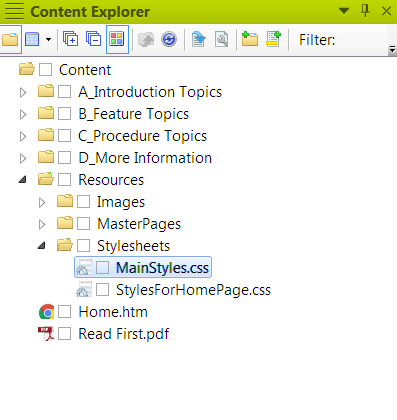 Content Explorer
Filter:
Content
A_Introduction Topics
B_Feature Topics
C_Procedure Topics
D_More Information
Resources
Images
MasterPages
Stylesheets
MainStyles.css
StylesForHomePage.css
Home.htm
Read First.pdf